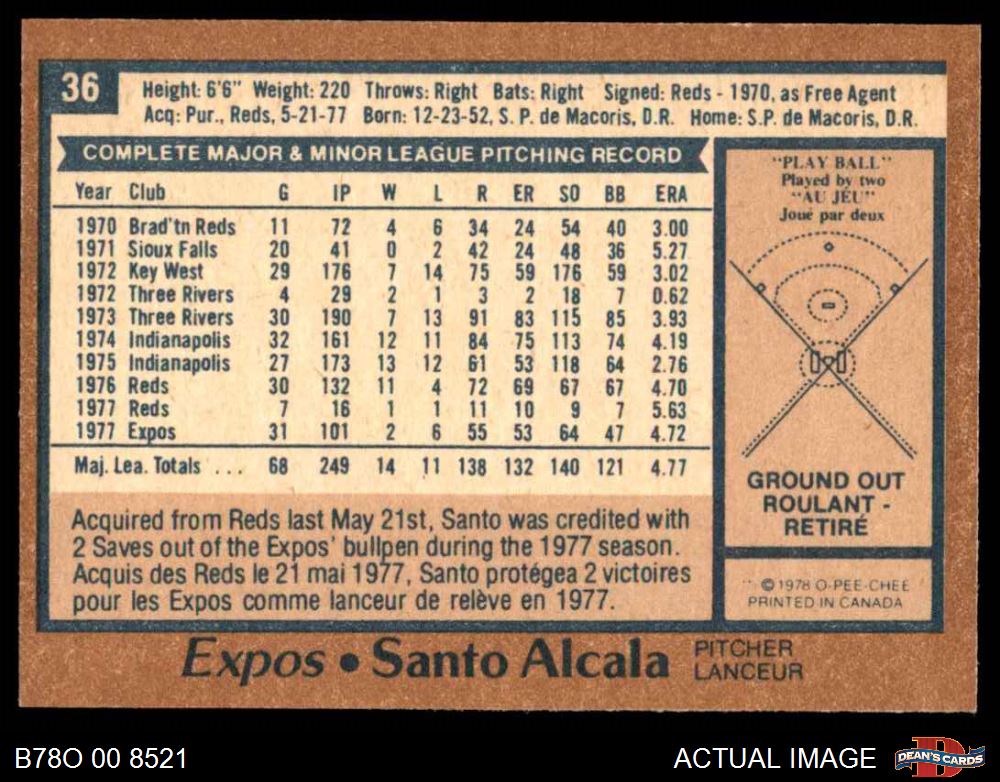 36
Height: 6'6" Weight: 220 Throws: Right Bats: Right Signed: Reds - 1970, as Free Agent
Acq: Pur., Reds, 5-21-77 Born: 12-23-52, S. P. de Macoris, D.R. Home: S.P. de Macoris, D.R.
COMPLETE MAJOR & MINOR LEAGUE PITCHING RECORD
Year Club G IP W L R ER SO BB ERA
1970 Brad'tn Reds 11 72 4 6 34 24 54 40 3.00
1971 Sioux Falls 20 41 0 2 42 24 48 36 5.27
1972 Key West 29 176 7 14 75 59 176 59 3.02
1972 Three Rivers 4 29 2 1 3 2 18 7 0.62
1973 Three Rivers 30 190 7 13 91 83 115 85 3.93
1974 Indianapolis 32 161 12 11 84 75 113 74 4.19
1975 Indianapolis 27 173 13 12 61 53 118 64 2.76
1976 Reds 30 132 11 4 72 69 67 67 4.70
1977 Reds 7 16 1 1 11 10 9 7 5.63
1977 Expos 31 101 2 6 55 53 64 47 4.72
Maj. Lea. Totals ... 68 249 14 11 138 132 140 121 4.77
Acquired from Reds last May 21st, Santo was credited with
2 Saves out of the Expos' bullpen during the 1977 season.
Acquis des Reds le 21 mai 1977, Santo protégea 2 victoires
pour les Expos comme lanceur de relève en 1977.
"PLAY BALL"
Played by two
"AU JEU"
Joué par deux
GROUND OUT
ROULANT -
RETIRÉ
© 1978 O-PEE-CHEE
PRINTED IN CANADA
Expos • Santo Alcala
PITCHER
LANCEUR
B78O 00 8521
ACTUAL IMAGE
DEAN'S CARDS